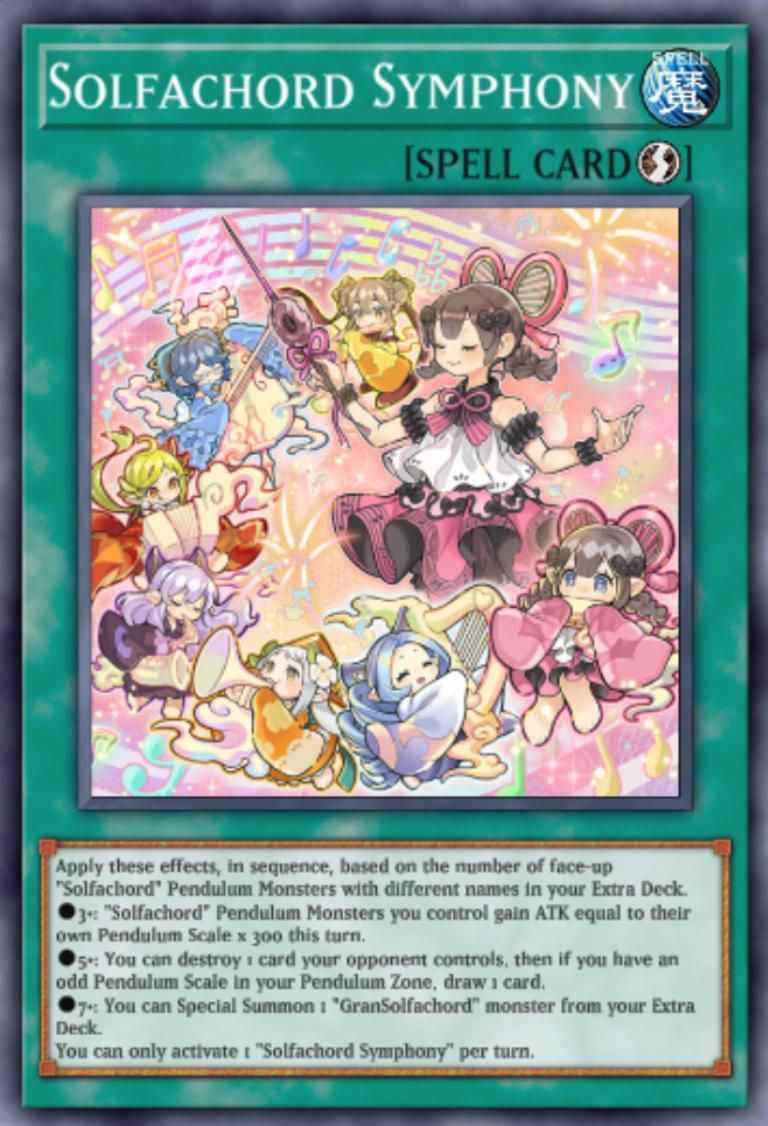 SOLFACHORD SYMPHONY
SPELL
魔
[SPELL CARD]
Apply these effects, in sequence, based on the number of face-up
"Solfachord" Pendulum Monsters with different names in your Extra Deck.
●3+: "Solfachord" Pendulum Monsters you control gain ATK equal to their
own Pendulum Scale x 300 this turn.
●5+: You can destroy 1 card your opponent controls, then if you have an
odd Pendulum Scale in your Pendulum Zone, draw 1 card.
●7+: You can Special Summon 1 "GranSolfachord" monster from your Extra
Deck.
You can only activate 1 "Solfachord Symphony" per turn.